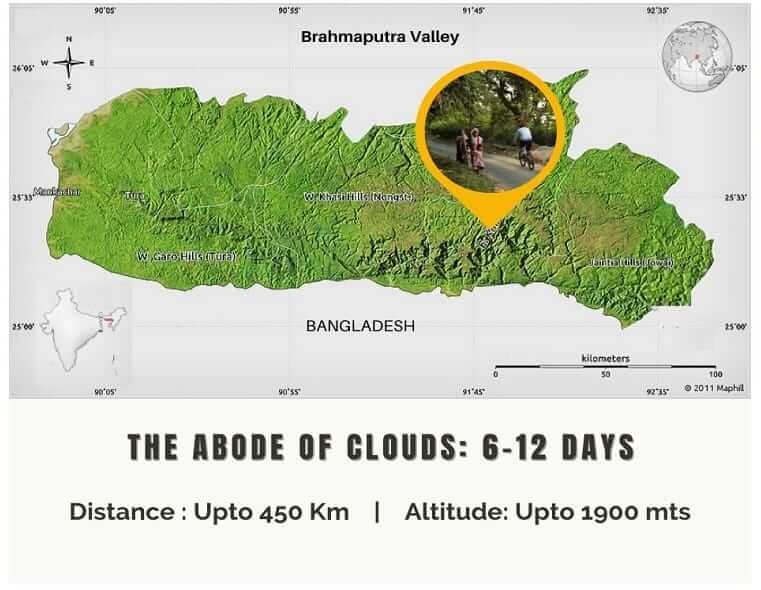 90°05'
90°55'
91°45'
92°35'
Brahmaputra Valley
N
W E
S
26°05'
°05'
Mankachar
25°33'
25°33'
Tura
W. Khasi Hills (Nongst)
W. Garo Hills (Tura)
Jaintia Hills (Jowai)
25°00'
25°00'
BANGLADESH
kilometers
0 50 100
90°05'
90°55'
91°45'
92°35'
© 2011 Maphill
THE ABODE OF CLOUDS: 6-12 DAYS
Distance : Upto 450 Km | Altitude: Upto 1900 mts